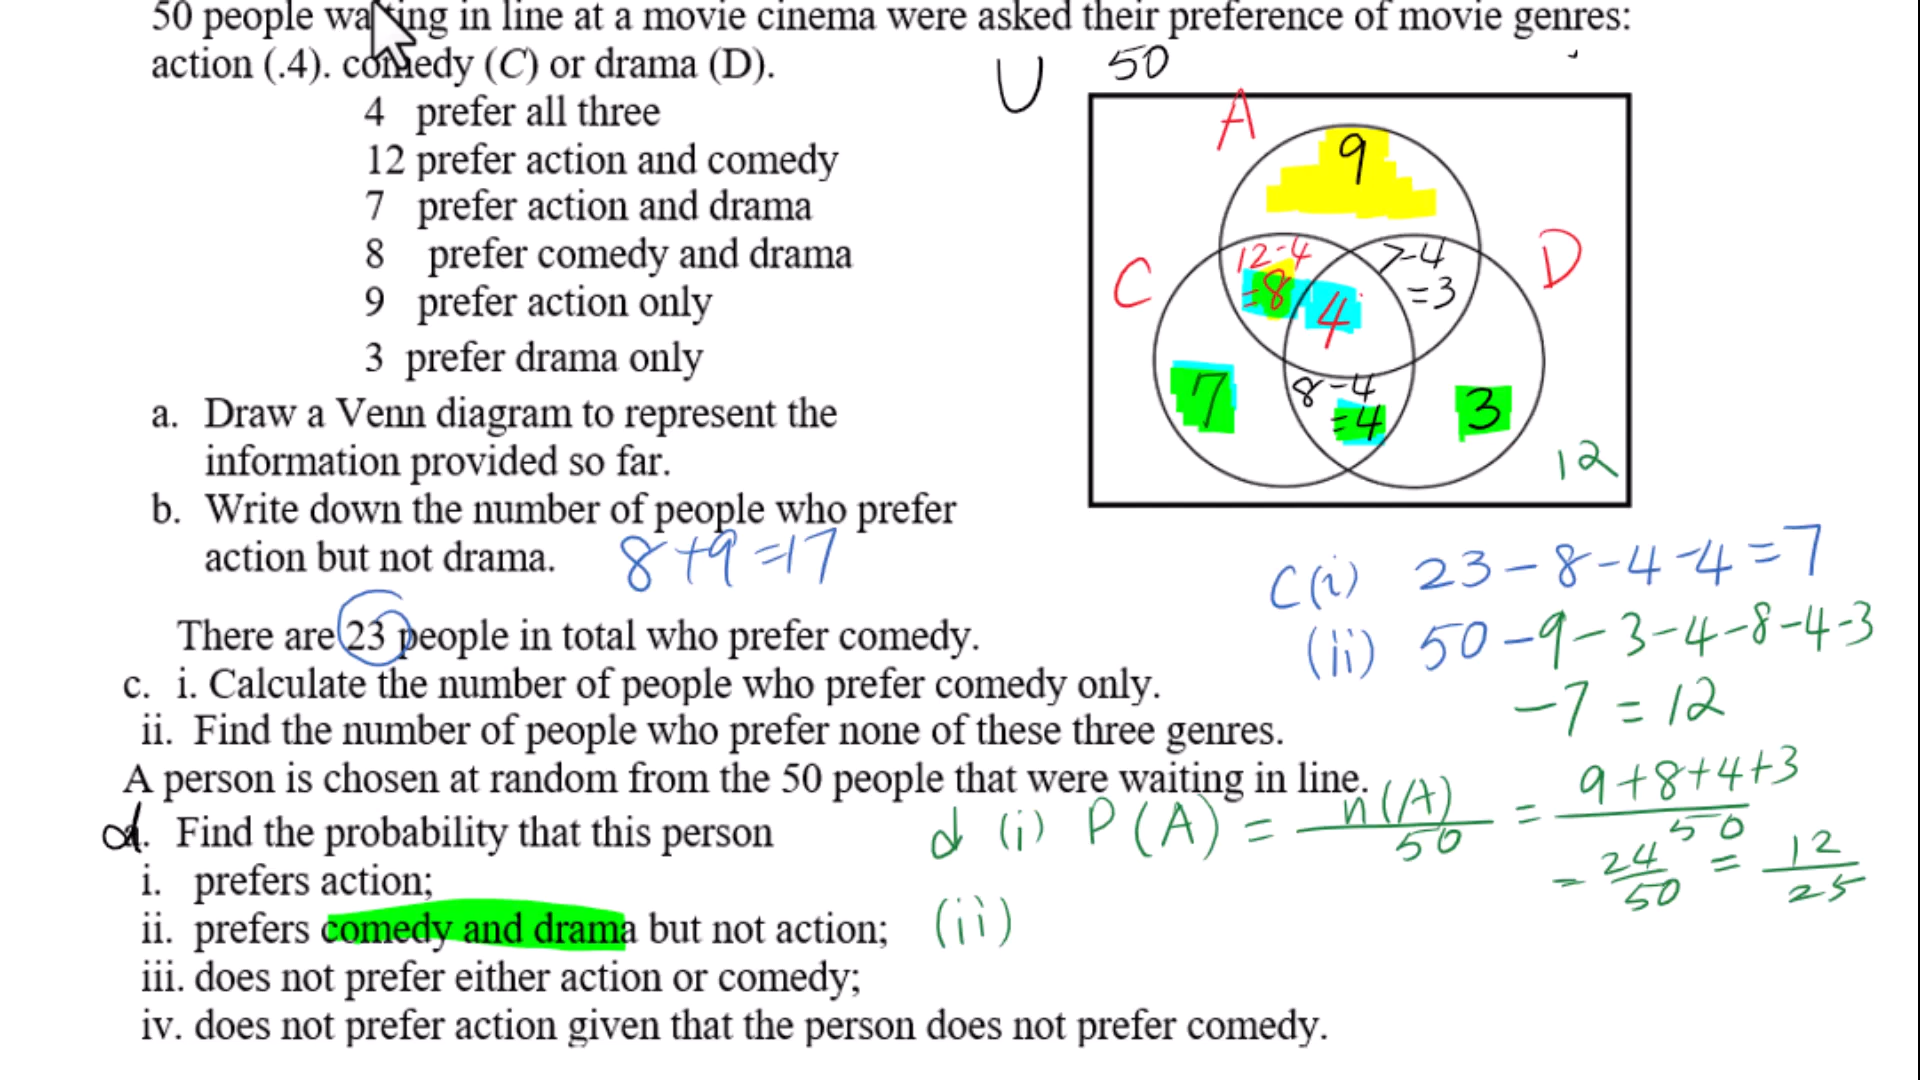 50 people waiting in line at a movie cinema were asked their preference of movie genres:
action (.4). comedy (C) or drama (D).
4 prefer all three
12 prefer action and comedy
7 prefer action and drama
8 prefer comedy and drama
9 prefer action only
3 prefer drama only
a. Draw a Venn diagram to represent the
information provided so far.
b. Write down the number of people who prefer
action but not drama. 8+9=17
There are 23 people in total who prefer comedy.
c. i. Calculate the number of people who prefer comedy only.
ii. Find the number of people who prefer none of these three genres.
A person is chosen at random from the 50 people that were waiting in line.
d. Find the probability that this person
i. prefers action;
ii. prefers comedy and drama but not action;
iii. does not prefer either action or comedy;
iv. does not prefer action given that the person does not prefer comedy.
U 50
A
9
C
12-4
=8
4
7-4
=3
D
7
8-4
=4
3
12
C(i) 23-8-4-4=7
(ii) 50-9-3-4-8-4-3
-7=12
d (i) P(A) = n(A)/50 = 9+8+4+3/50
= 24/50 = 12/25
(ii)